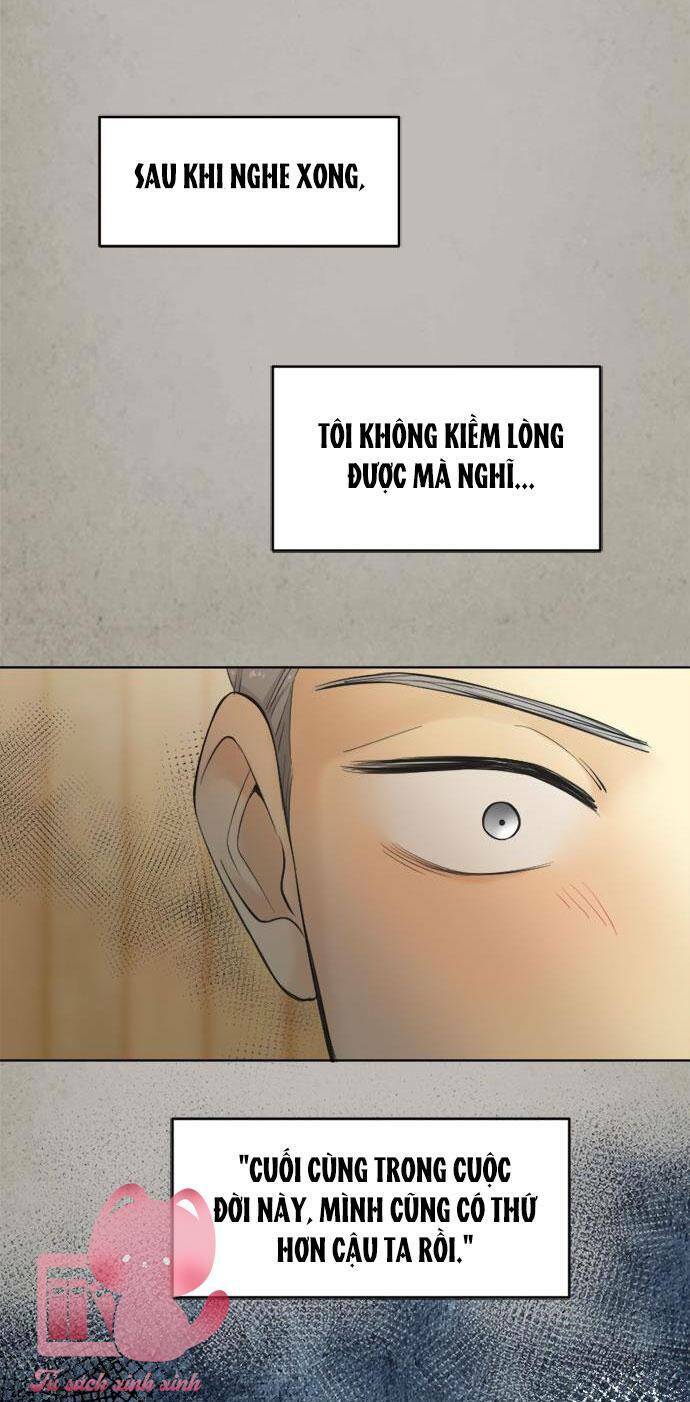 SAU KHI NGHE XONG,
TÔI KHÔNG KIỀM LÒNG
ĐƯỢC MÀ NGHĨ...
"CUỐI CÙNG TRONG CUỘC
ĐỜI NÀY, MÌNH CŨNG CÓ THỨ
HƠN CẬU TA RỒI."
Tủ sách xinh xinh